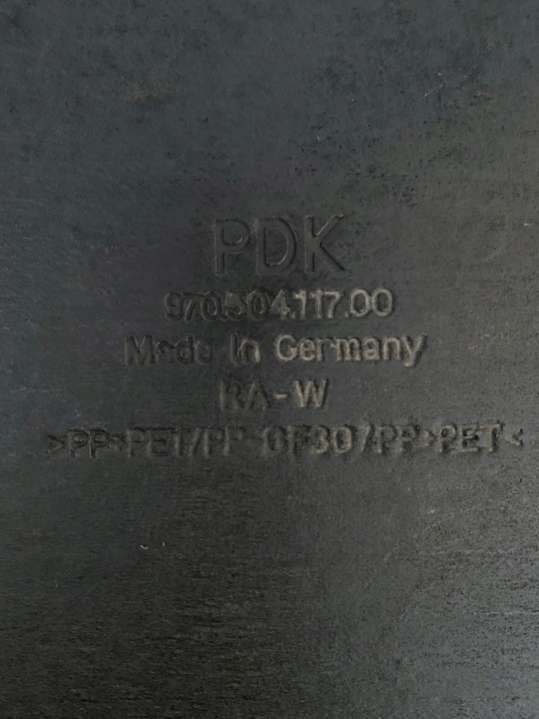 PDK
970.504.117.00
Made in Germany
RA-W
>PP+PET/PP-GF30/PP+PET<